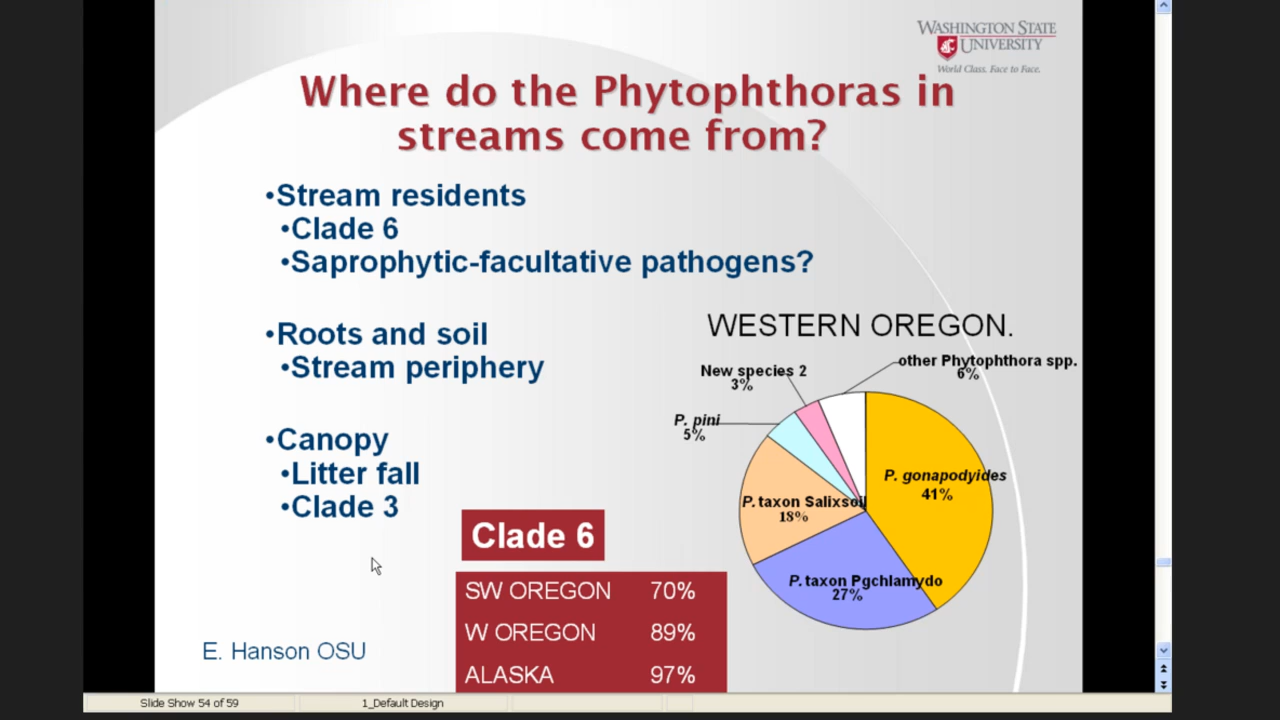 WASHINGTON STATE
UNIVERSITY
World Class. Face to Face.
Where do the Phytophthoras in
streams come from?
•Stream residents
•Clade 6
•Saprophytic-facultative pathogens?
•Roots and soil
•Stream periphery
•Canopy
•Litter fall
•Clade 3
WESTERN OREGON.
other Phytophthora spp.
6%
New species 2
3%
P. pini
5%
P. gonapodyides
41%
P. taxon Salixsoil
18%
P. taxon Pgchlamydo
27%
Clade 6
SW OREGON 70%
W OREGON 89%
ALASKA 97%
E. Hanson OSU
Slide Show 54 of 59
1_Default Design